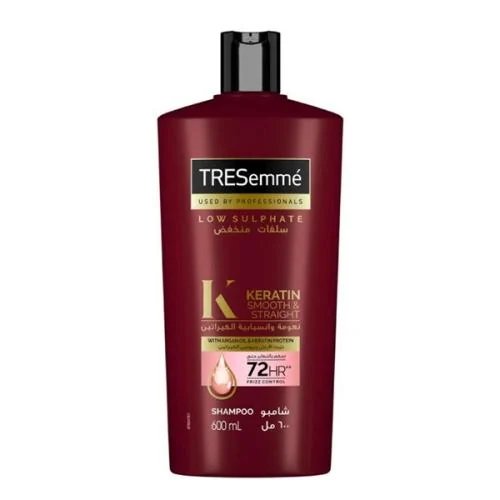 TRESemmé
USED BY PROFESSIONALS
LOW SULPHATE
سلفات منخفض
K
KERATIN
SMOOTH &
STRAIGHT
نعومة وانسيابية الكيراتين
WITH ARGAN OIL & KERATIN PROTEIN
72HR**
FRIZZ CONTROL
SHAMPOO شامبو
600 mL ٦٠٠ مل